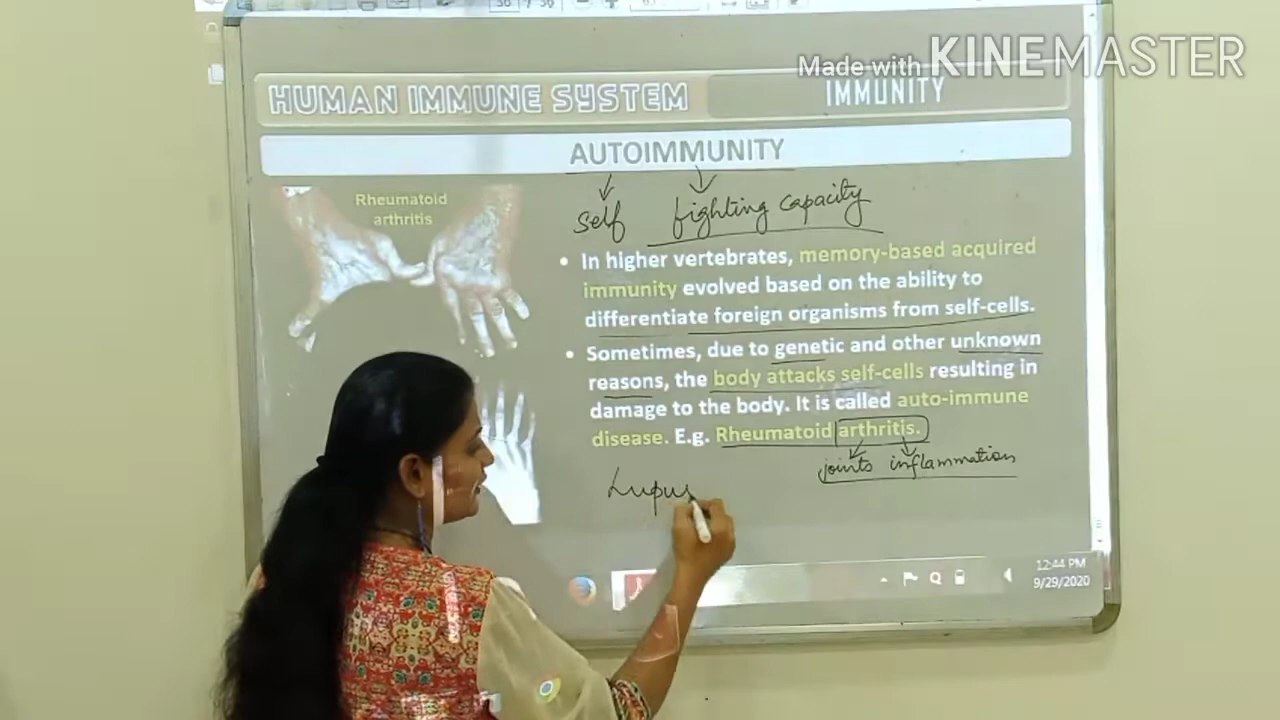 56 / 56
Made with KINEMASTER
HUMAN IMMUNE SYSTEM
IMMUNITY
AUTOIMMUNITY
Rheumatoid
arthritis
self fighting capacity
• In higher vertebrates, memory-based acquired
immunity evolved based on the ability to
differentiate foreign organisms from self-cells.
• Sometimes, due to genetic and other unknown
reasons, the body attacks self-cells resulting in
damage to the body. It is called auto-immune
disease. E.g. Rheumatoid arthritis.
joints inflammation
Lupus
12:44 PM
9/29/2020